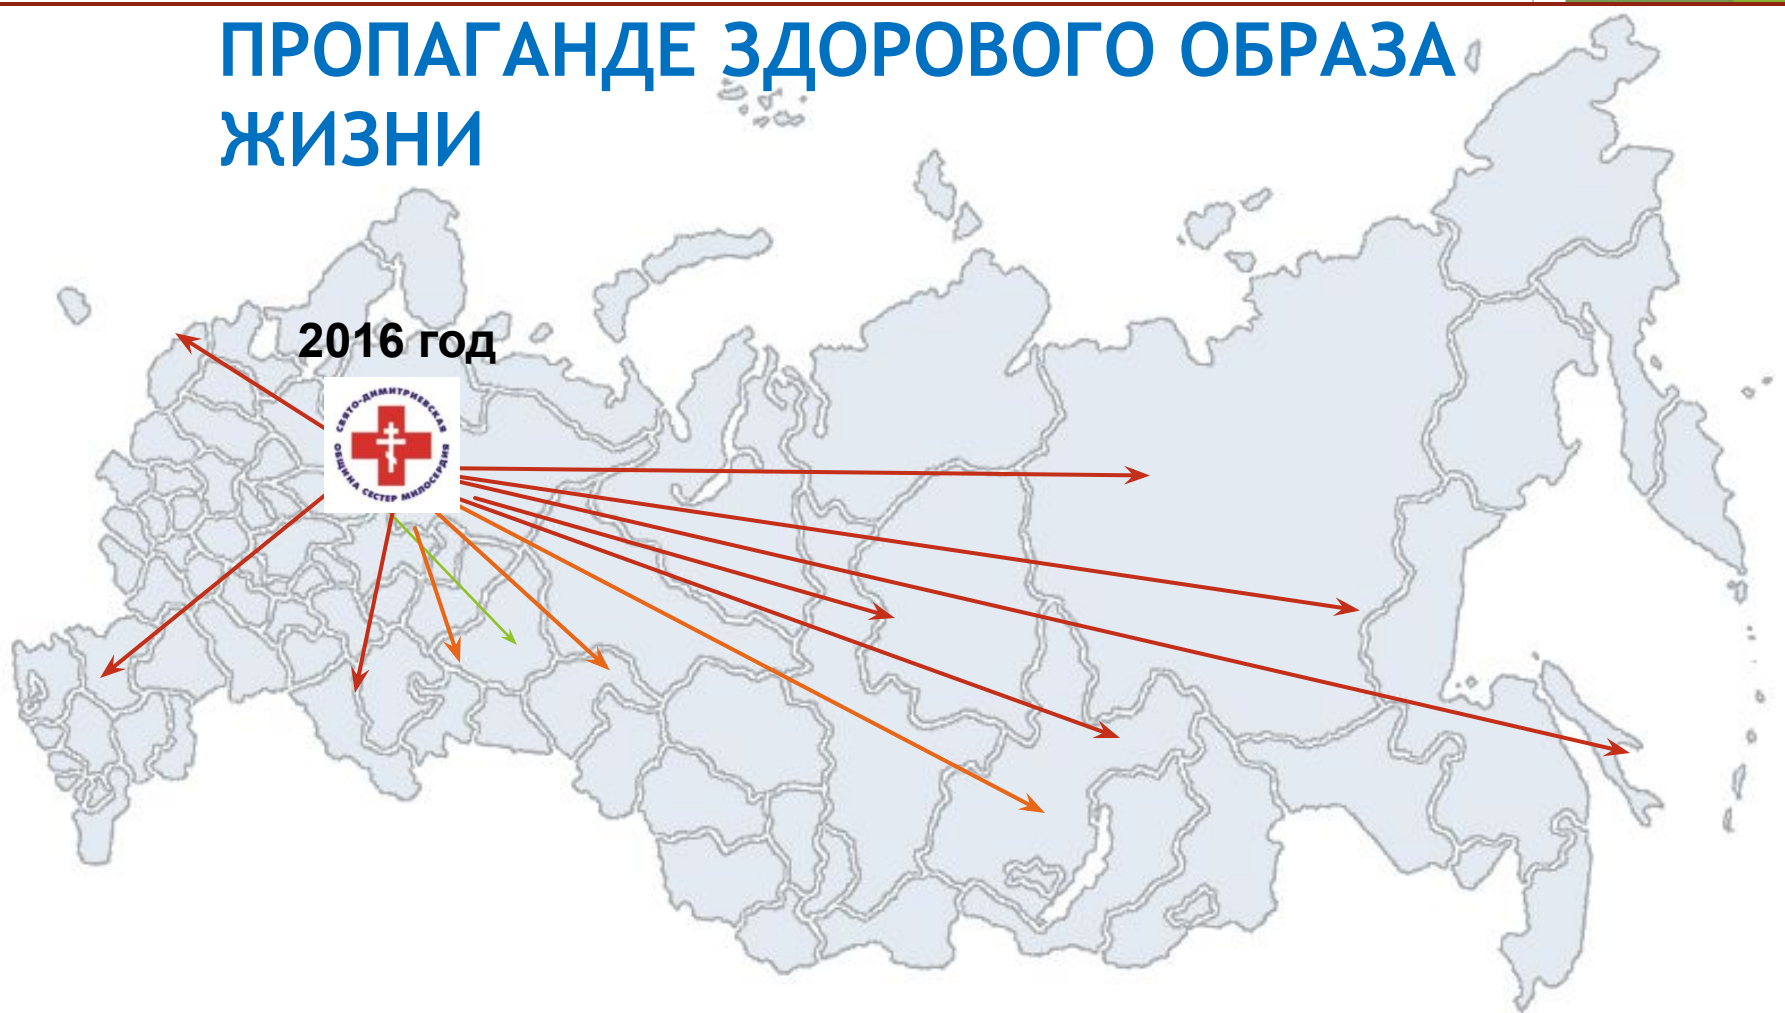 ПРОПАГАНДЕ ЗДОРОВОГО ОБРАЗА
ЖИЗНИ
2016 год
СВЯТО-ДИМИТРИЕВСКАЯ
ОБЩИНА СЕСТЕР МИЛОСЕРДИЯ